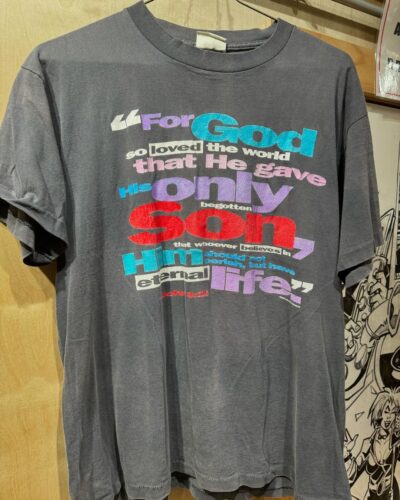 “For God
so loved the world
that He gave
His only
begotten
Son,
that whoever believes in
Him should not
perish, but have
eternal life.”